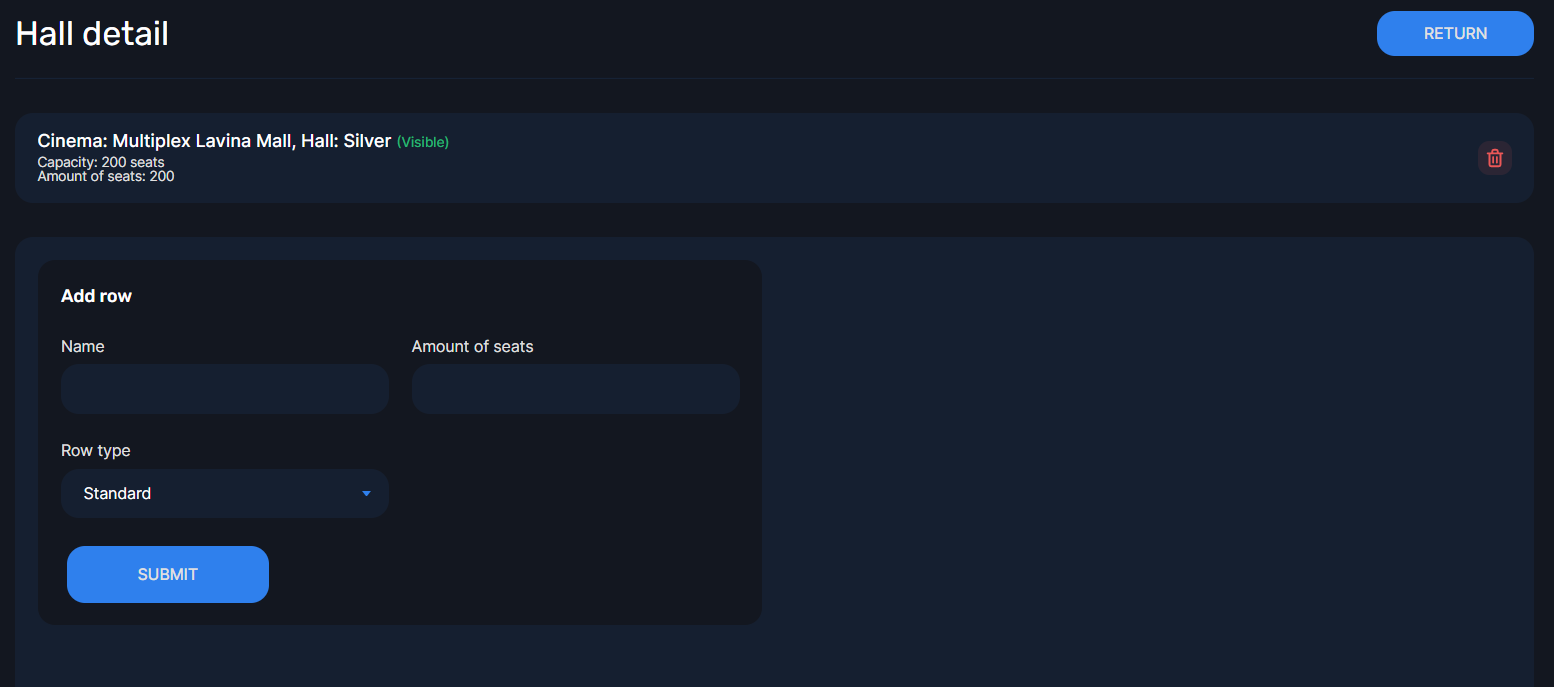 Hall detail
RETURN
Cinema: Multiplex Lavina Mall, Hall: Silver (Visible)
Capacity: 200 seats
Amount of seats: 200
Add row
Name
Amount of seats
Row type
Standard
SUBMIT